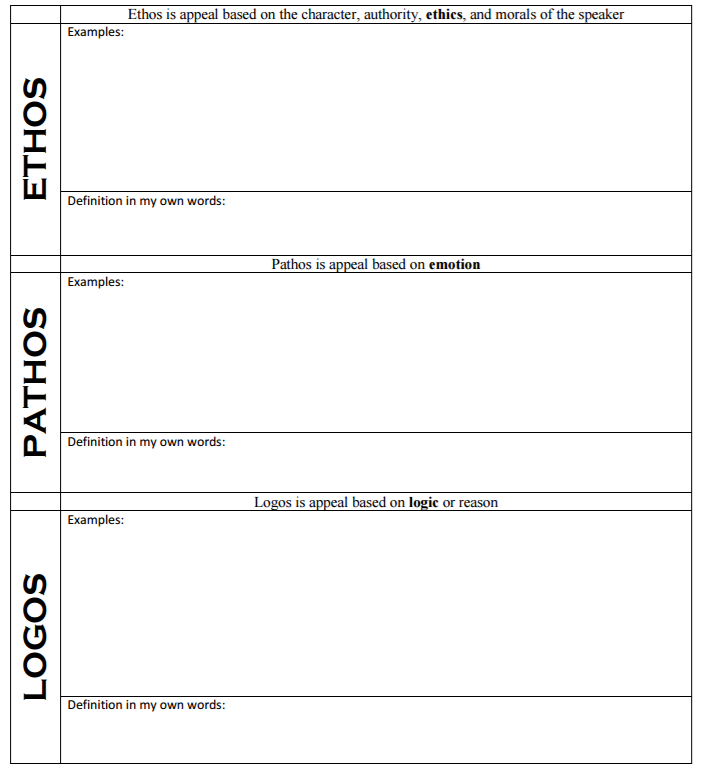 Ethos is appeal based on the character, authority, ethics, and morals of the speaker
ETHOS
Examples:
Definition in my own words:
Pathos is appeal based on emotion
PATHOS
Examples:
Definition in my own words:
Logos is appeal based on logic or reason
LOGOS
Examples:
Definition in my own words: